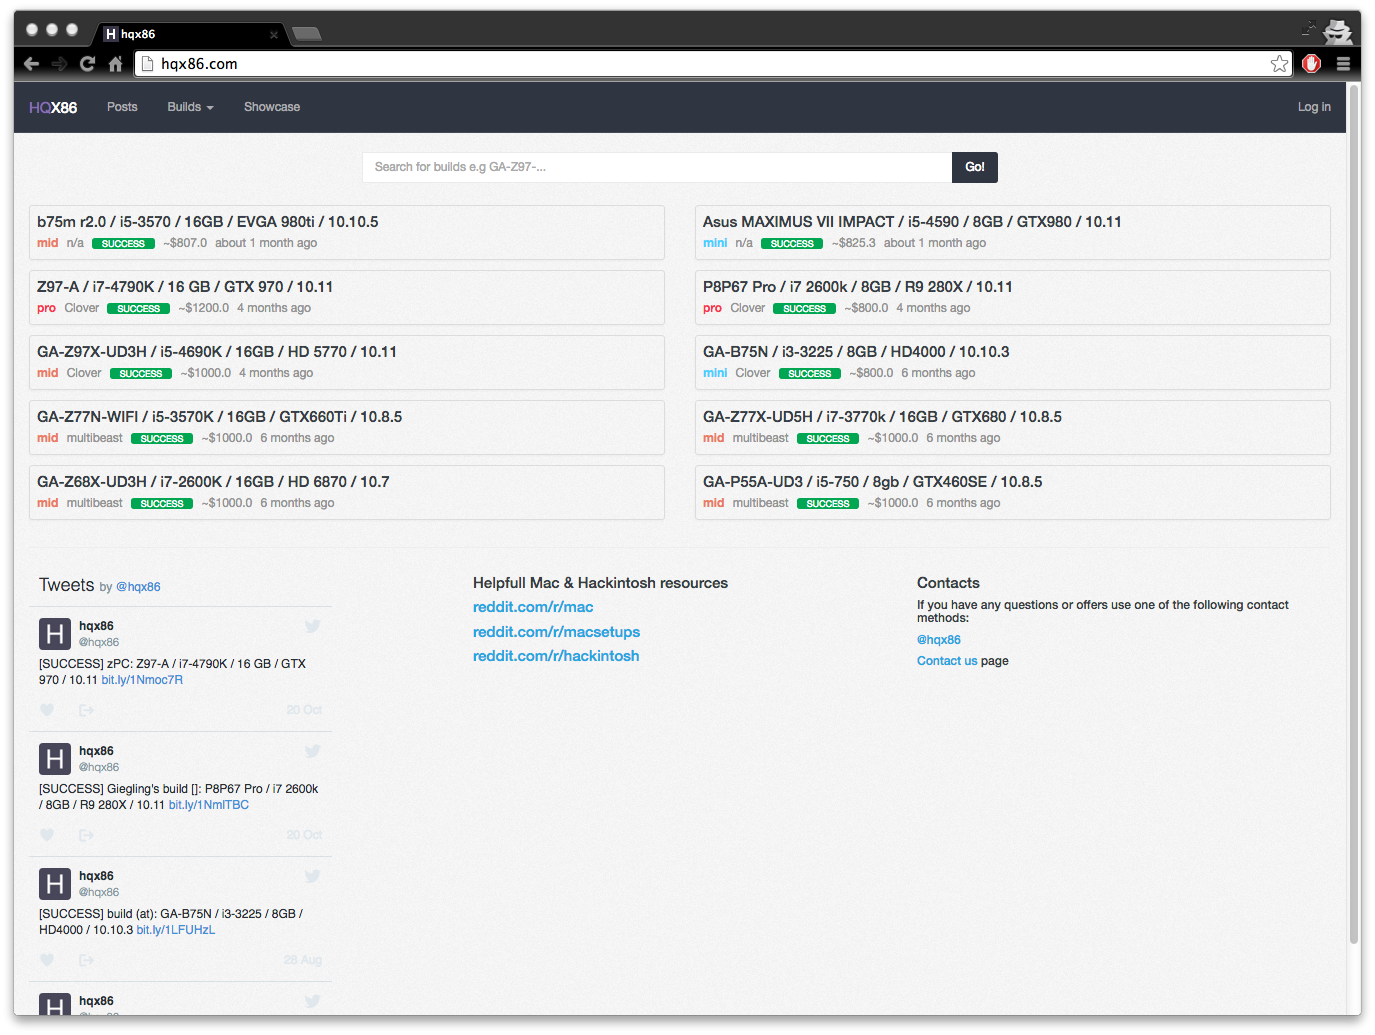 H hqx86
hqx86.com
HQX86 Posts Builds Showcase Log in
Search for builds e.g GA-Z97-... Go!
b75m r2.0 / i5-3570 / 16GB / EVGA 980ti / 10.10.5
mid n/a SUCCESS ~$807.0 about 1 month ago
Asus MAXIMUS VII IMPACT / i5-4590 / 8GB / GTX980 / 10.11
mini n/a SUCCESS ~$825.3 about 1 month ago
Z97-A / i7-4790K / 16 GB / GTX 970 / 10.11
pro Clover SUCCESS ~$1200.0 4 months ago
P8P67 Pro / i7 2600k / 8GB / R9 280X / 10.11
pro Clover SUCCESS ~$800.0 4 months ago
GA-Z97X-UD3H / i5-4690K / 16GB / HD 5770 / 10.11
mid Clover SUCCESS ~$1000.0 4 months ago
GA-B75N / i3-3225 / 8GB / HD4000 / 10.10.3
mini Clover SUCCESS ~$800.0 6 months ago
GA-Z77N-WIFI / i5-3570K / 16GB / GTX660Ti / 10.8.5
mid multibeast SUCCESS ~$1000.0 6 months ago
GA-Z77X-UD5H / i7-3770k / 16GB / GTX680 / 10.8.5
mid multibeast SUCCESS ~$1000.0 6 months ago
GA-Z68X-UD3H / i7-2600K / 16GB / HD 6870 / 10.7
mid multibeast SUCCESS ~$1000.0 6 months ago
GA-P55A-UD3 / i5-750 / 8gb / GTX460SE / 10.8.5
mid multibeast SUCCESS ~$1000.0 6 months ago
Tweets by @hqx86
H hqx86
@hqx86
[SUCCESS] zPC: Z97-A / i7-4790K / 16 GB / GTX
970 / 10.11 bit.ly/1Nmoc7R
20 Oct
H hqx86
@hqx86
[SUCCESS] Giegling's build []: P8P67 Pro / i7 2600k
/ 8GB / R9 280X / 10.11 bit.ly/1NmITBC
20 Oct
H hqx86
@hqx86
[SUCCESS] build (at): GA-B75N / i3-3225 / 8GB /
HD4000 / 10.10.3 bit.ly/1LFUHzL
28 Aug
H hqx86
Helpfull Mac & Hackintosh resources
reddit.com/r/mac
reddit.com/r/macsetups
reddit.com/r/hackintosh
Contacts
If you have any questions or offers use one of the following contact
methods:
@hqx86
Contact us page